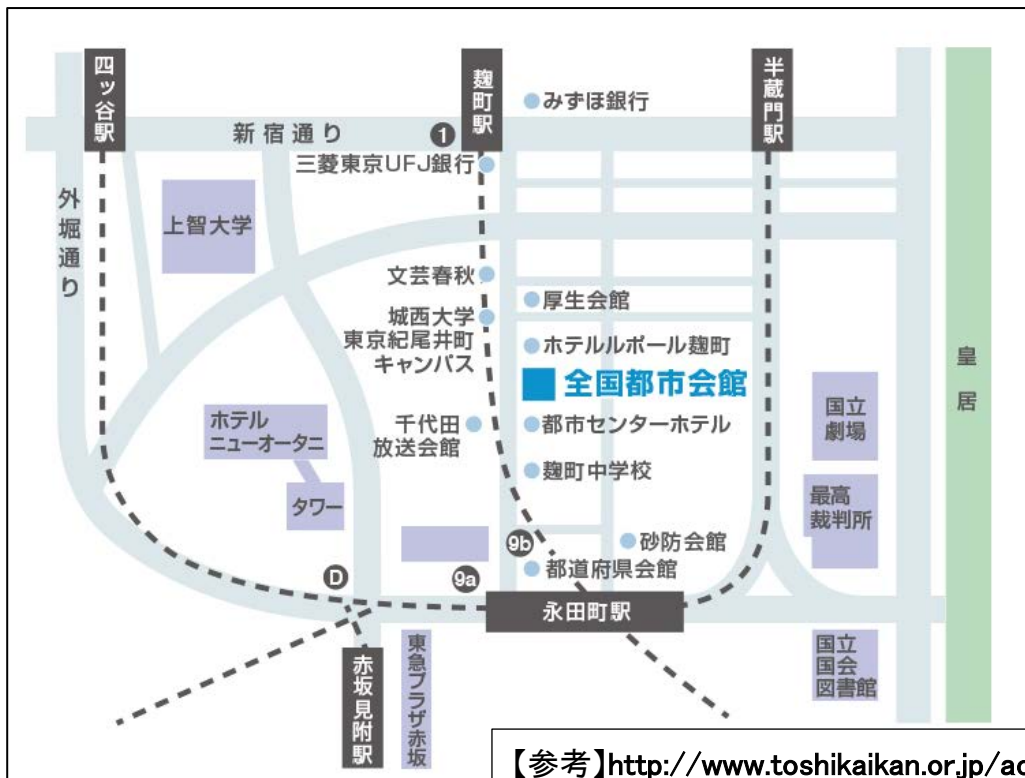 四ツ谷駅
麹町駅
半蔵門駅
みずほ銀行
新宿通り
1
三菱東京UFJ銀行
外堀通り
上智大学
文芸春秋
厚生会館
城西大学
東京紀尾井町
キャンパス
ホテルルポール麹町
全国都市会館
皇居
国立
劇場
ホテル
ニューオータニ
千代田
放送会館
都市センターホテル
麹町中学校
タワー
最高
裁判所
9b
砂防会館
D
9a
都道府県会館
永田町駅
赤坂見附駅
東急プラザ赤坂
国立
国会
図書館
【参考】http://www.toshikaikan.or.jp/ac